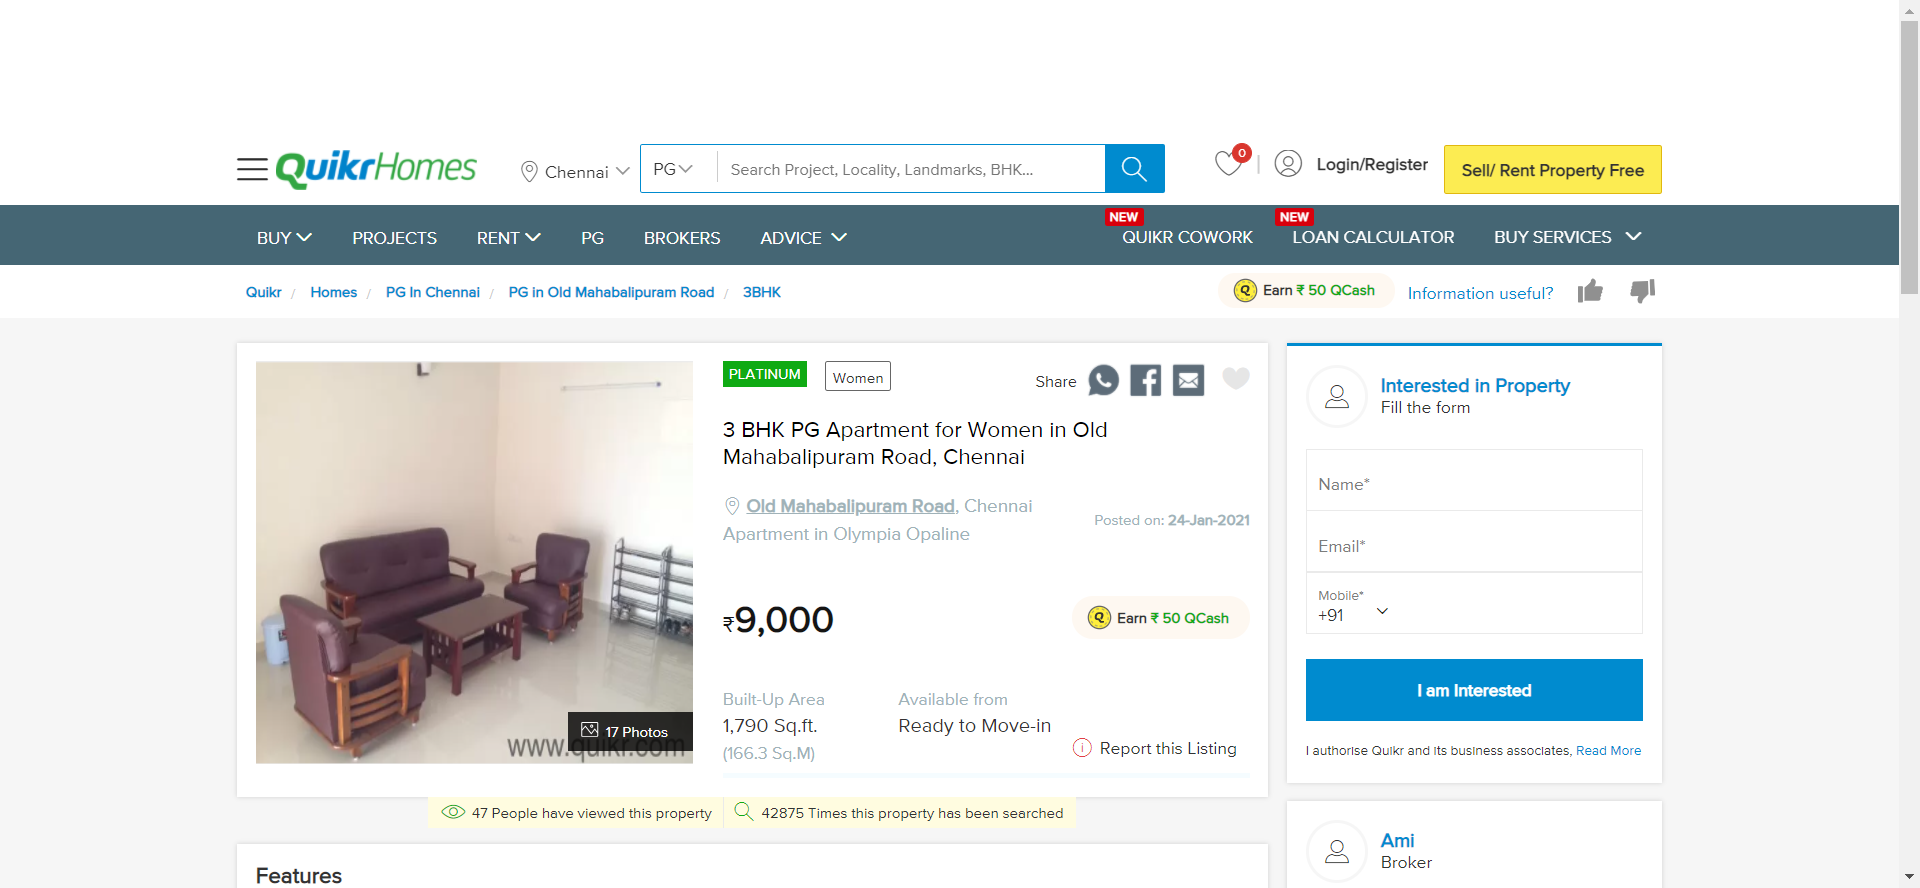 QuikrHomes
Chennai
PG
Search Project, Locality, Landmarks, BHK...
0
Login/Register
Sell/ Rent Property Free
BUY
PROJECTS
RENT
PG
BROKERS
ADVICE
NEW
QUIKR COWORK
NEW
LOAN CALCULATOR
BUY SERVICES
Quikr / Homes / PG In Chennai / PG in Old Mahabalipuram Road / 3BHK
Q Earn ₹ 50 QCash
Information useful?
PLATINUM
Women
Share
3 BHK PG Apartment for Women in Old
Mahabalipuram Road, Chennai
Old Mahabalipuram Road, Chennai
Apartment in Olympia Opaline
Posted on: 24-Jan-2021
₹9,000
Q Earn ₹ 50 QCash
Built-Up Area
1,790 Sq.ft.
(166.3 Sq.M)
Available from
Ready to Move-in
Report this Listing
17 Photos
www.quikr.com
47 People have viewed this property
42875 Times this property has been searched
Features
Interested in Property
Fill the form
Name*
Email*
Mobile*
+91
I am Interested
I authorise Quikr and its business associates, Read More
Ami
Broker